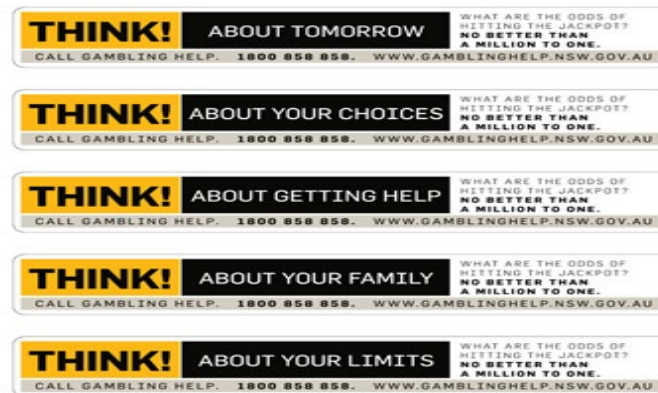 THINK! ABOUT TOMORROW
WHAT ARE THE ODDS OF
HITTING THE JACKPOT?
NO BETTER THAN
A MILLION TO ONE.
CALL GAMBLING HELP. 1800 858 858. WWW.GAMBLINGHELP.NSW.GOV.AU
THINK! ABOUT YOUR CHOICES
WHAT ARE THE ODDS OF
HITTING THE JACKPOT?
NO BETTER THAN
A MILLION TO ONE.
CALL GAMBLING HELP. 1800 858 858. WWW.GAMBLINGHELP.NSW.GOV.AU
THINK! ABOUT GETTING HELP
WHAT ARE THE ODDS OF
HITTING THE JACKPOT?
NO BETTER THAN
A MILLION TO ONE.
CALL GAMBLING HELP. 1800 858 858. WWW.GAMBLINGHELP.NSW.GOV.AU
THINK! ABOUT YOUR FAMILY
WHAT ARE THE ODDS OF
HITTING THE JACKPOT?
NO BETTER THAN
A MILLION TO ONE.
CALL GAMBLING HELP. 1800 858 858. WWW.GAMBLINGHELP.NSW.GOV.AU
THINK! ABOUT YOUR LIMITS
WHAT ARE THE ODDS OF
HITTING THE JACKPOT?
NO BETTER THAN
A MILLION TO ONE.
CALL GAMBLING HELP. 1800 858 858. WWW.GAMBLINGHELP.NSW.GOV.AU